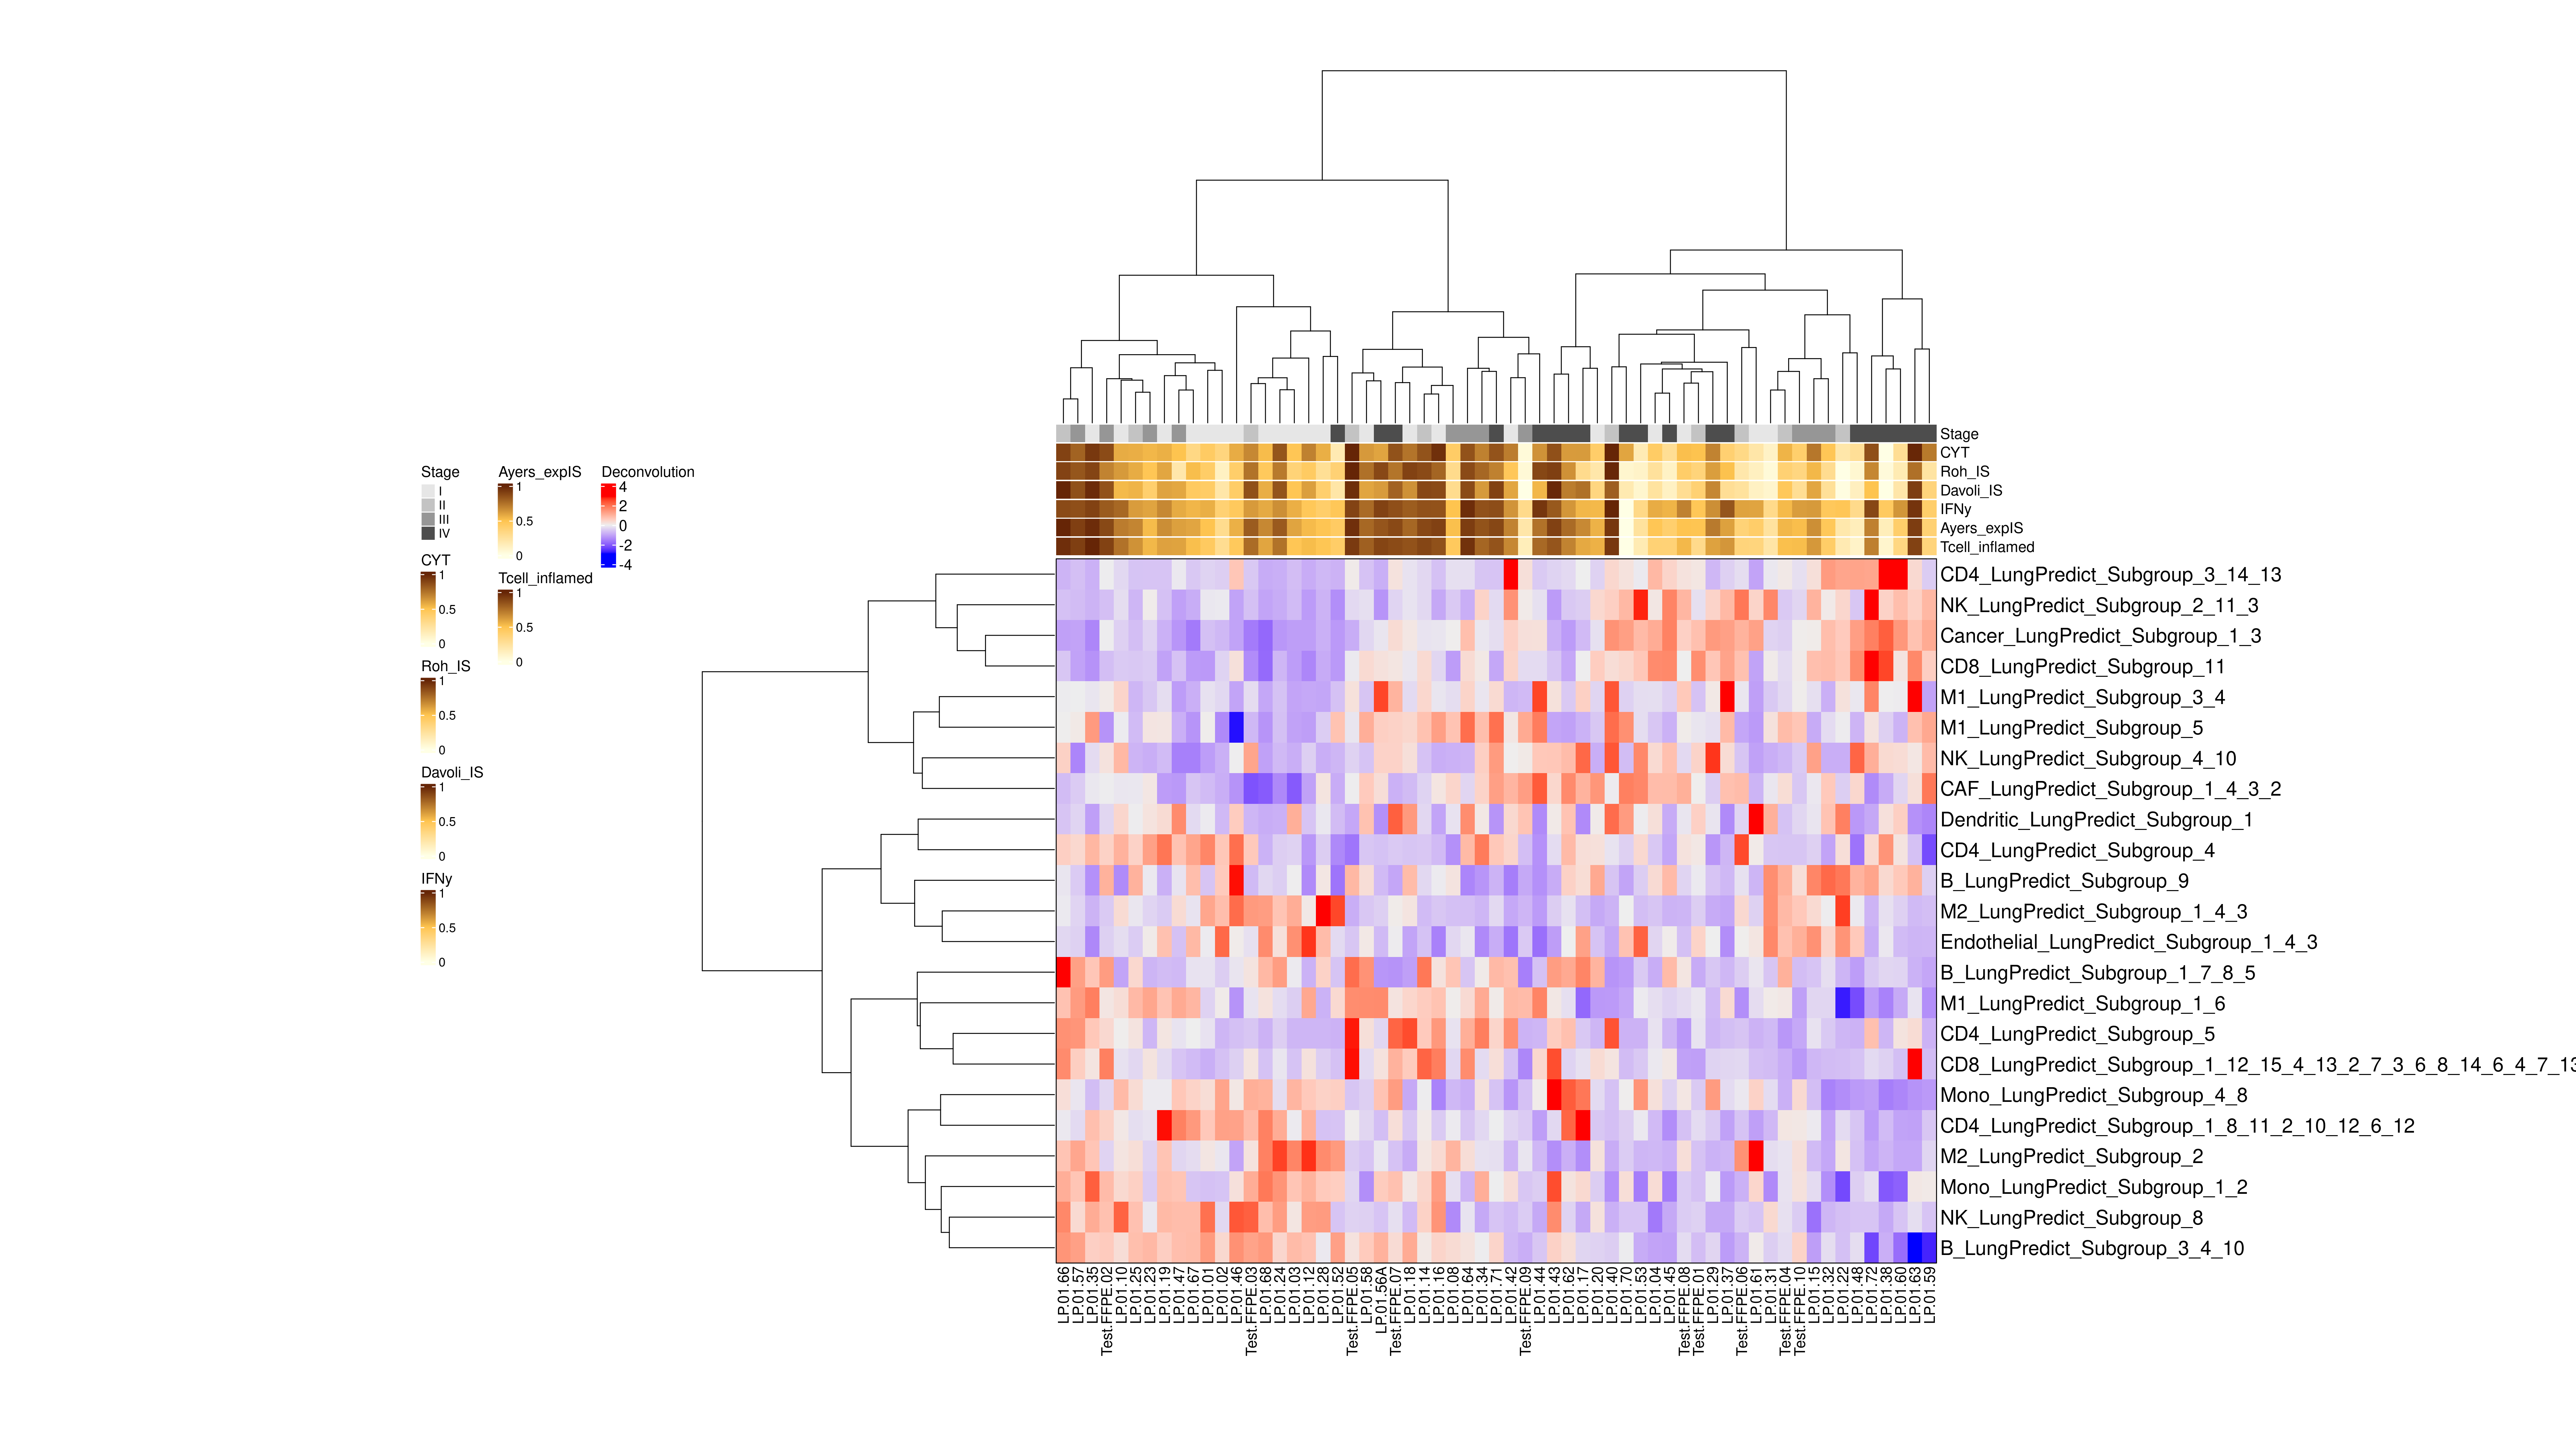 Stage
I
II
III
IV
CYT
1
0.5
0
Roh_IS
1
0.5
0
Davoli_IS
1
0.5
0
IFNy
1
0.5
0
Ayers_expIS
1
0.5
0
Tcell_inflamed
1
0.5
0
Deconvolution
4
2
0
-2
-4
Stage
CYT
Roh_IS
Davoli_IS
IFNy
Ayers_expIS
Tcell_inflamed
CD4_LungPredict_Subgroup_3_14_13
NK_LungPredict_Subgroup_2_11_3
Cancer_LungPredict_Subgroup_1_3
CD8_LungPredict_Subgroup_11
M1_LungPredict_Subgroup_3_4
M1_LungPredict_Subgroup_5
NK_LungPredict_Subgroup_4_10
CAF_LungPredict_Subgroup_1_4_3_2
Dendritic_LungPredict_Subgroup_1
CD4_LungPredict_Subgroup_4
B_LungPredict_Subgroup_9
M2_LungPredict_Subgroup_1_4_3
Endothelial_LungPredict_Subgroup_1_4_3
B_LungPredict_Subgroup_1_7_8_5
M1_LungPredict_Subgroup_1_6
CD4_LungPredict_Subgroup_5
CD8_LungPredict_Subgroup_1_12_15_4_13_2_7_3_6_8_14_6_4_7_13
Mono_LungPredict_Subgroup_4_8
CD4_LungPredict_Subgroup_1_8_11_2_10_12_6_12
M2_LungPredict_Subgroup_2
Mono_LungPredict_Subgroup_1_2
NK_LungPredict_Subgroup_8
B_LungPredict_Subgroup_3_4_10
LP.01.66
LP.01.57
LP.01.35
Test.FFPE.02
LP.01.10
LP.01.25
LP.01.23
LP.01.19
LP.01.47
LP.01.67
LP.01.01
LP.01.02
LP.01.46
Test.FFPE.03
LP.01.68
LP.01.24
LP.01.03
LP.01.12
LP.01.28
LP.01.52
Test.FFPE.05
LP.01.58
LP.01.56A
Test.FFPE.07
LP.01.18
LP.01.14
LP.01.16
LP.01.08
LP.01.64
LP.01.34
LP.01.71
LP.01.42
Test.FFPE.09
LP.01.44
LP.01.43
LP.01.62
LP.01.17
LP.01.20
LP.01.40
LP.01.70
LP.01.53
LP.01.04
LP.01.45
Test.FFPE.08
Test.FFPE.01
LP.01.29
LP.01.37
Test.FFPE.06
LP.01.61
LP.01.31
Test.FFPE.04
Test.FFPE.10
LP.01.15
LP.01.32
LP.01.22
LP.01.48
LP.01.72
LP.01.38
LP.01.60
LP.01.63
LP.01.59